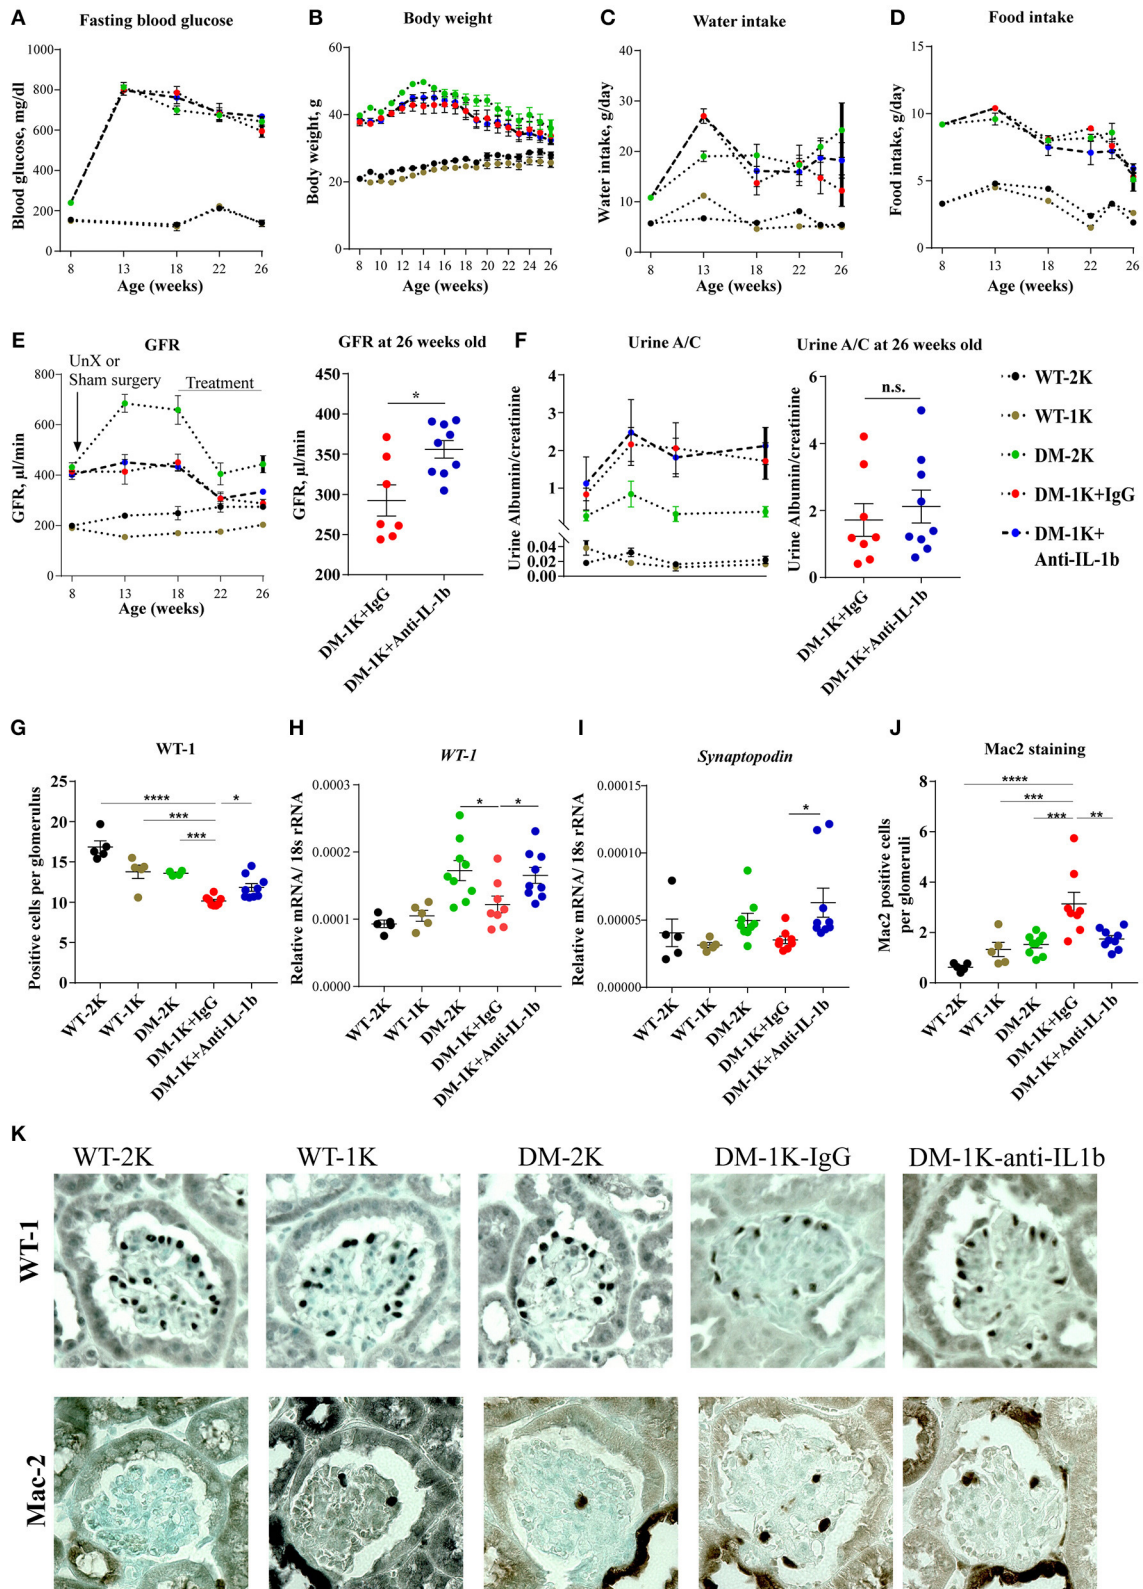 A
Fasting blood glucose
Blood glucose, mg/dl
1000
800
600
400
200
0
8 13 18 22 26
Age (weeks)
B
Body weight
Body weight, g
60
40
20
0
8 10 12 14 16 18 20 22 24 26
Age (weeks)
C
Water intake
Water intake, g/day
40
30
20
10
0
8 13 18 22 26
Age (weeks)
D
Food intake
Food intake, g/day
15
10
5
0
8 13 18 22 26
Age (weeks)
E
GFR
UnX or
Sham surgery
Treatment
GFR, µl/min
800
600
400
200
0
8 13 18 22 26
Age (weeks)
GFR at 26 weeks old
GFR, µl/min
450
400
350
300
250
200
*
DM-1K+IgG
DM-1K+Anti-IL-1b
F
Urine A/C
Urine Albumin/creatinine
4
3
2
1
0.04
0.02
0.00
Urine A/C at 26 weeks old
Urine Albumin/creatinine
6
4
2
0
n.s.
DM-1K+IgG
DM-1K+Anti-IL-1b
WT-2K
WT-1K
DM-2K
DM-1K+IgG
DM-1K+
Anti-IL-1b
G
WT-1
Positive cells per glomerulus
25
20
15
10
5
0
****
*
***
***
WT-2K
WT-1K
DM-2K
DM-1K+IgG
DM-1K+Anti-IL-1b
H
WT-1
Relative mRNA/ 18s rRNA
0.0003
0.0002
0.0001
0.0000
* *
WT-2K
WT-1K
DM-2K
DM-1K+IgG
DM-1K+Anti-IL-1b
I
Synaptopodin
Relative mRNA/ 18s rRNA
0.00015
0.00010
0.00005
0.00000
*
WT-2K
WT-1K
DM-2K
DM-1K+IgG
DM-1K+Anti-IL-1b
J
Mac2 staining
Mac2 positive cells
per glomeruli
8
6
4
2
0
****
***
*** **
WT-2K
WT-1K
DM-2K
DM-1K+IgG
DM-1K+Anti-IL-1b
K
WT-2K WT-1K DM-2K DM-1K-IgG DM-1K-anti-IL1b
WT-1
Mac-2